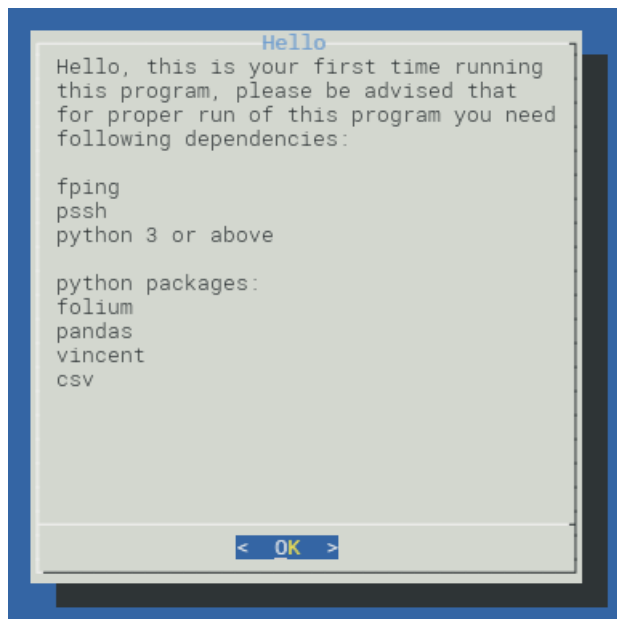 Hello
Hello, this is your first time running
this program, please be advised that
for proper run of this program you need
following dependencies:
fping
pssh
python 3 or above
python packages:
folium
pandas
vincent
csv
< OK >